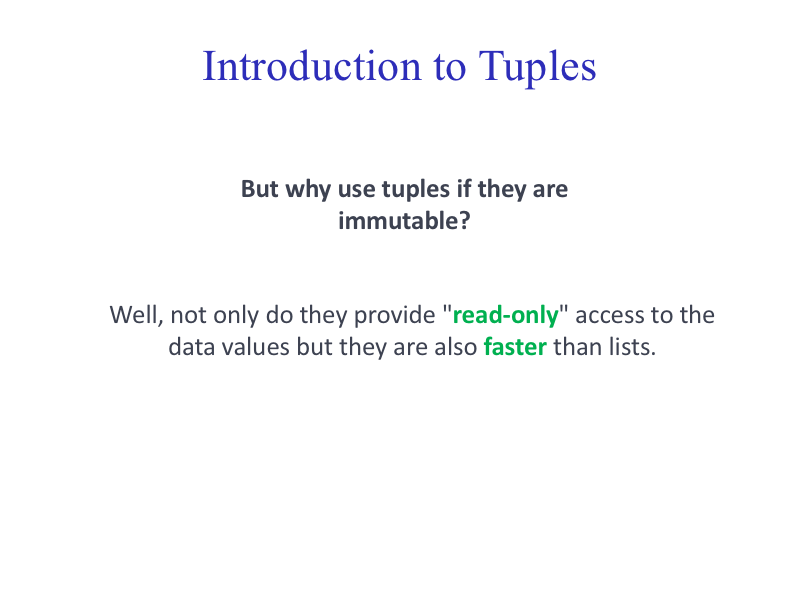 Introduction to Tuples
But why use tuples if they are
immutable?
Well, not only do they provide "read-only" access to the
data values but they are also faster than lists.